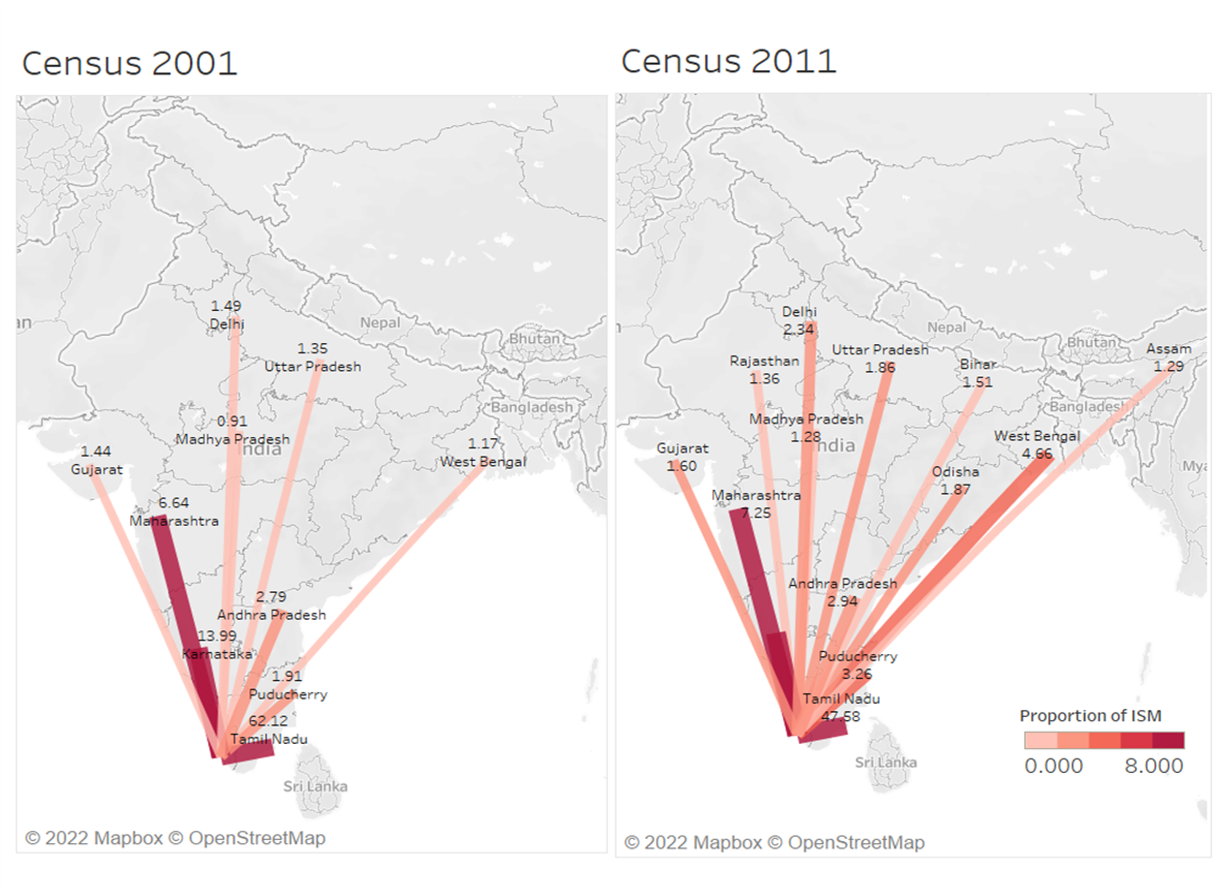 Census 2001
Census 2011
1.49
Delhi
Nepal
1.35
Uttar Pradesh
Bhutan
an
0.91
Madhya Pradesh
India
Bangladesh
1.44
Gujarat
1.17
West Bengal
6.64
Maharashtra
2.79
Andhra Pradesh
13.99
Karnataka
1.91
Puducherry
62.12
Tamil Nadu
Sri Lanka
© 2022 Mapbox © OpenStreetMap
Delhi
2.34
Nepal
n
Rajasthan
1.36
Uttar Pradesh
1.86
Bihar
1.51
Bhutan
Assam
1.29
Bangladesh
Madhya Pradesh
1.28
India
Gujarat
1.60
West Bengal
4.66
Mya
Odisha
1.87
Maharashtra
7.25
Andhra Pradesh
2.94
Puducherry
3.26
Tamil Nadu
47.58
Sri Lanka
Proportion of ISM
0.000 8.000
© 2022 Mapbox © OpenStreetMap